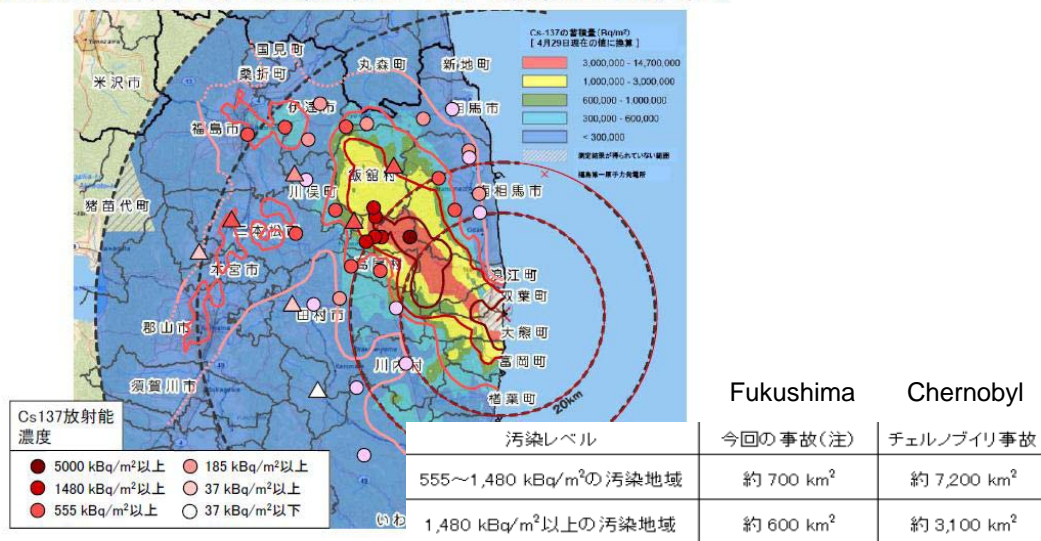 国見町
丸森町
新地町
桑折町
米沢市
伊達市
相馬市
福島市
飯舘村
川俣町
南相馬市
猪苗代町
二本松市
本宮市
浪江町
双葉町
田村市
大熊町
郡山市
川内村
富岡町
須賀川市
楢葉町
20km
Cs-137の蓄積量(Bq/m²)
[ 4月29日現在の値に換算 ]
3,000,000 - 14,700,000
1,000,000 - 3,000,000
600,000 - 1,000,000
300,000 - 600,000
< 300,000
測定結果が得られていない範囲
福島第一原子力発電所
Cs137放射能
濃度
5000 kBq/m²以上 185 kBq/m²以上
1480 kBq/m²以上 37 kBq/m²以上
555 kBq/m²以上 37 kBq/m²以下
いわ
Fukushima Chernobyl
汚染レベル 今回の事故(注) チェルノブイリ事故
555～1,480 kBq/m²の汚染地域 約 700 km² 約 7,200 km²
1,480 kBq/m²以上の汚染地域 約 600 km² 約 3,100 km²